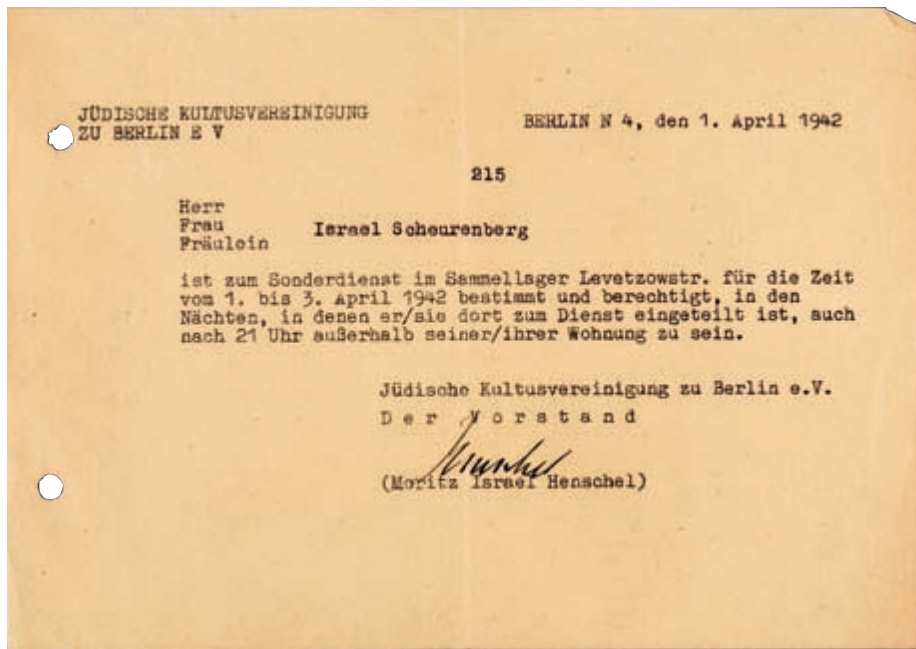 JÜDISCHE KULTUSVEREINIGUNG
ZU BERLIN E V
BERLIN N 4, den 1. April 1942
215
Herr
Frau Israel Scheurenberg
Fräulein
ist zum Sonderdienst im Sammellager Levetzowstr. für die Zeit
vom 1. bis 3. April 1942 bestimmt und berechtigt, in den
Nächten, in denen er/sie dort zum Dienst eingeteilt ist, auch
nach 21 Uhr außerhalb seiner/ihrer Wohnung zu sein.
Jüdische Kultusvereinigung zu Berlin e.V.
Der Vorstand
Henschel
(Moritz Israel Henschel)